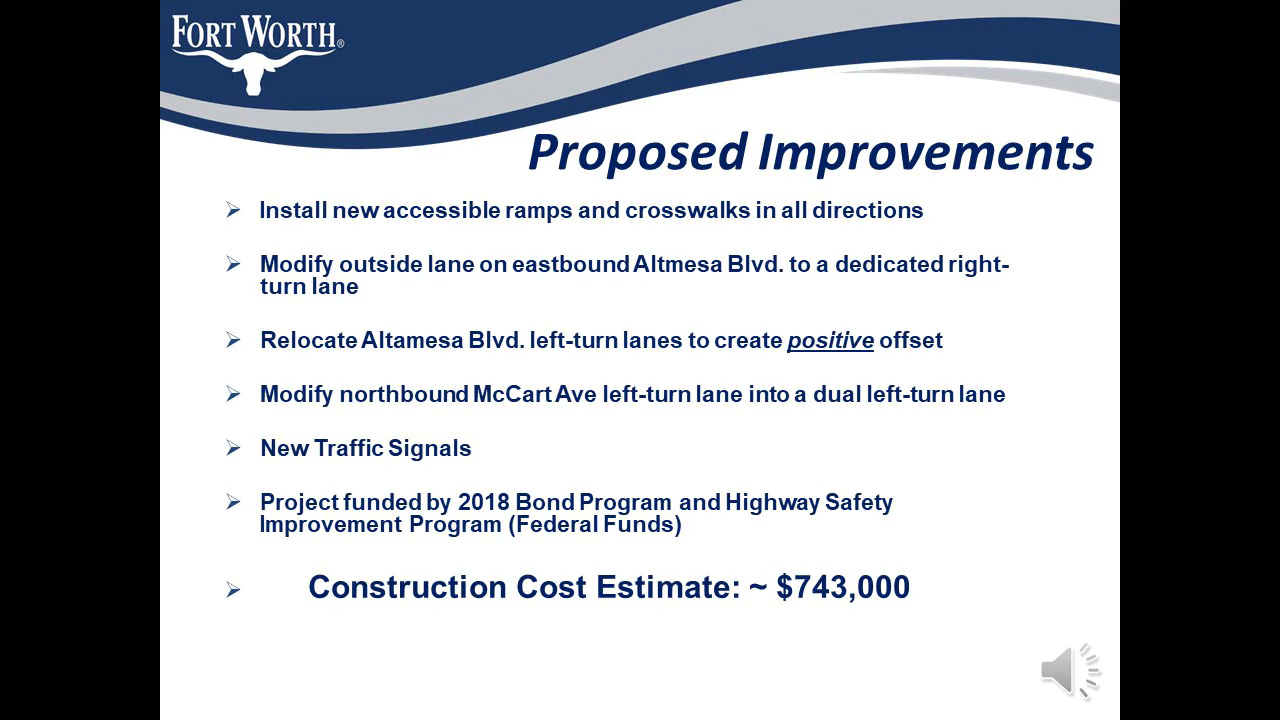 FORT WORTH®
Proposed Improvements
Install new accessible ramps and crosswalks in all directions
Modify outside lane on eastbound Altmesa Blvd. to a dedicated right-
turn lane
Relocate Altamesa Blvd. left-turn lanes to create positive offset
Modify northbound McCart Ave left-turn lane into a dual left-turn lane
New Traffic Signals
Project funded by 2018 Bond Program and Highway Safety
Improvement Program (Federal Funds)
Construction Cost Estimate: ~ $743,000